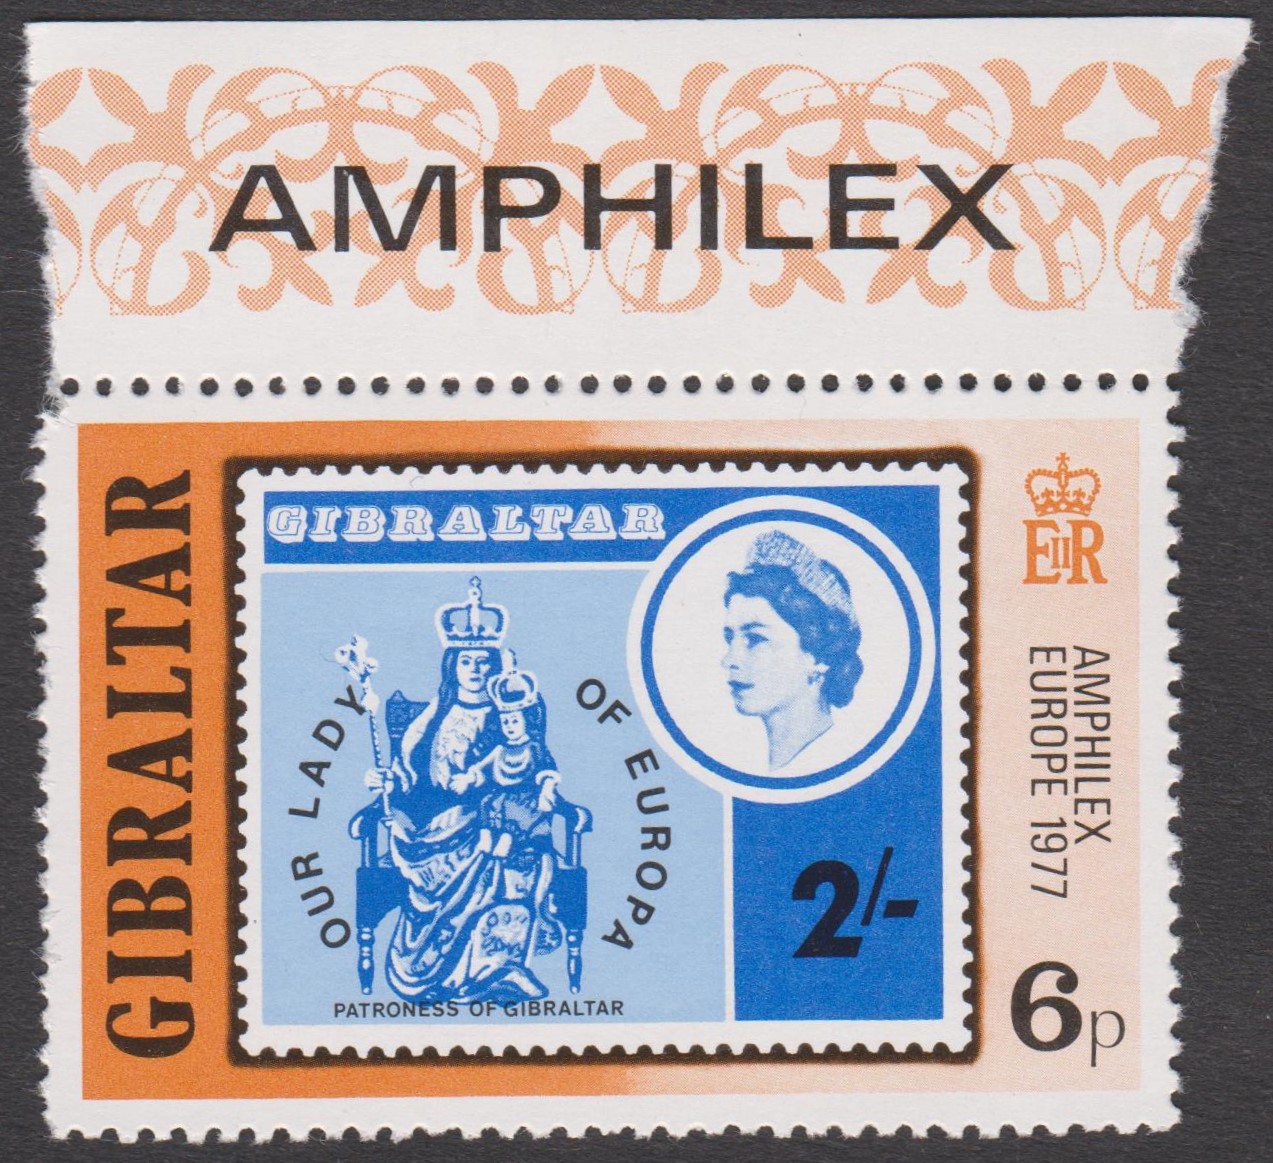 AMPHILEX
GIBRALTAR
GIBRALTAR
OUR LADY
OF EUROPA
PATRONESS OF GIBRALTAR
2/-
EIIR
AMPHILEX
EUROPE 1977
6p